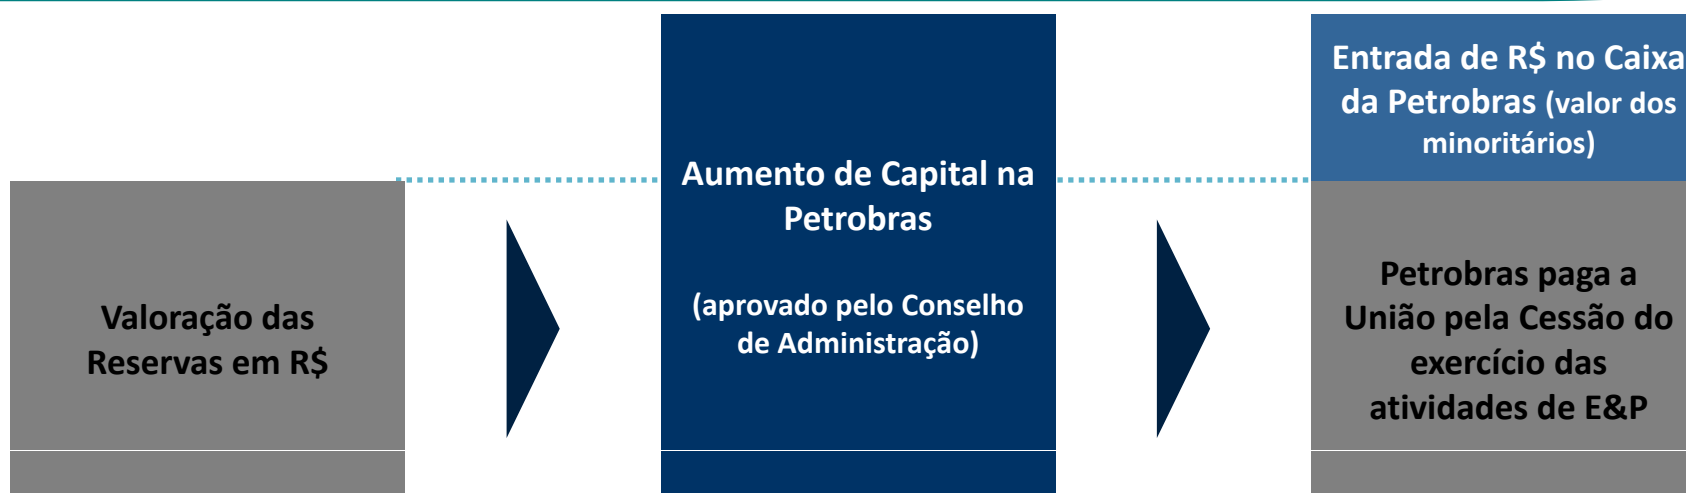 Valoração das
Reservas em R$
Aumento de Capital na
Petrobras
(aprovado pelo Conselho
de Administração)
Entrada de R$ no Caixa
da Petrobras (valor dos
minoritários)
Petrobras paga a
União pela Cessão do
exercício das
atividades de E&P